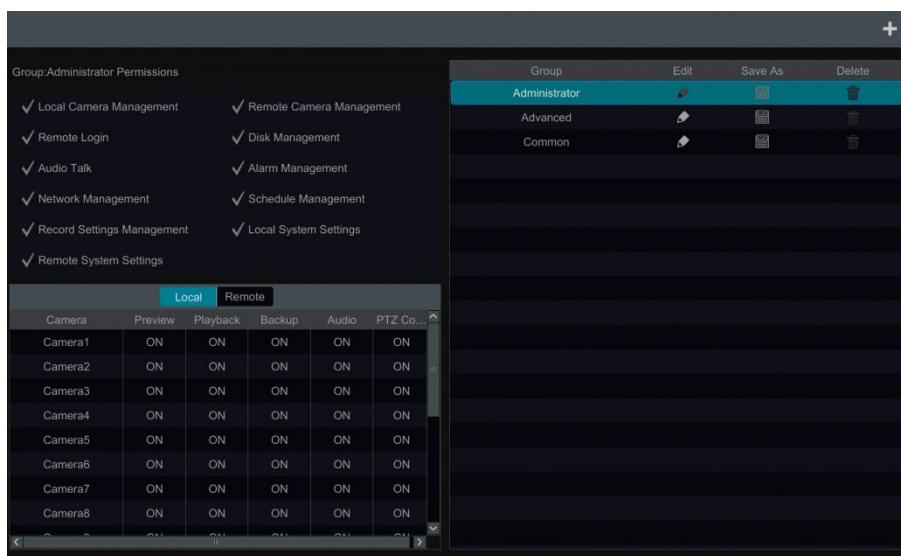 +
Group:Administrator Permissions
Local Camera Management
Remote Camera Management
Remote Login
Disk Management
Audio Talk
Alarm Management
Network Management
Schedule Management
Record Settings Management
Local System Settings
Remote System Settings
Local Remote
Camera Preview Playback Backup Audio PTZ Co...
Camera1 ON ON ON ON ON
Camera2 ON ON ON ON ON
Camera3 ON ON ON ON ON
Camera4 ON ON ON ON ON
Camera5 ON ON ON ON ON
Camera6 ON ON ON ON ON
Camera7 ON ON ON ON ON
Camera8 ON ON ON ON ON
Group Edit Save As Delete
Administrator
Advanced
Common